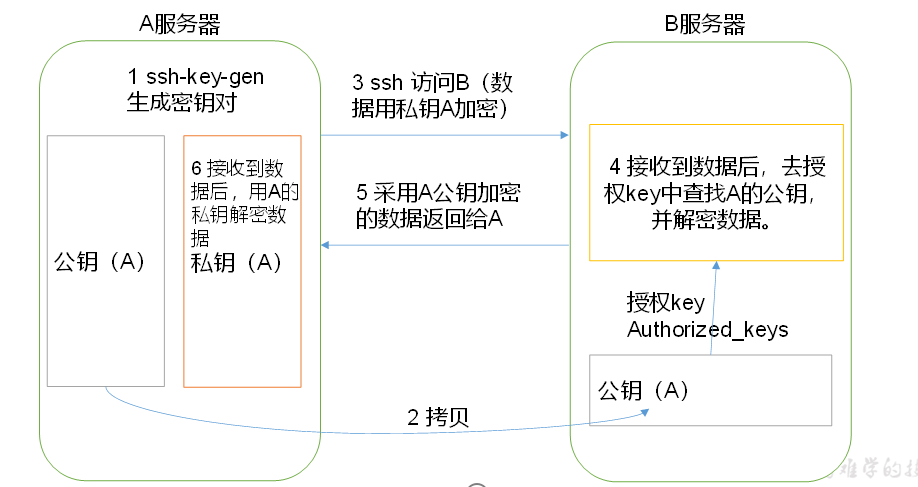 A服务器
B服务器
1 ssh-key-gen
生成密钥对
3 ssh 访问B（数
据用私钥A加密）
6 接收到数
据后，用A的
私钥解密数
据
公钥（A）
私钥（A）
5 采用A公钥加密
的数据返回给A
4 接收到数据后，去授
权key中查找A的公钥，
并解密数据。
授权key
Authorized_keys
公钥（A）
2 拷贝
难学的技